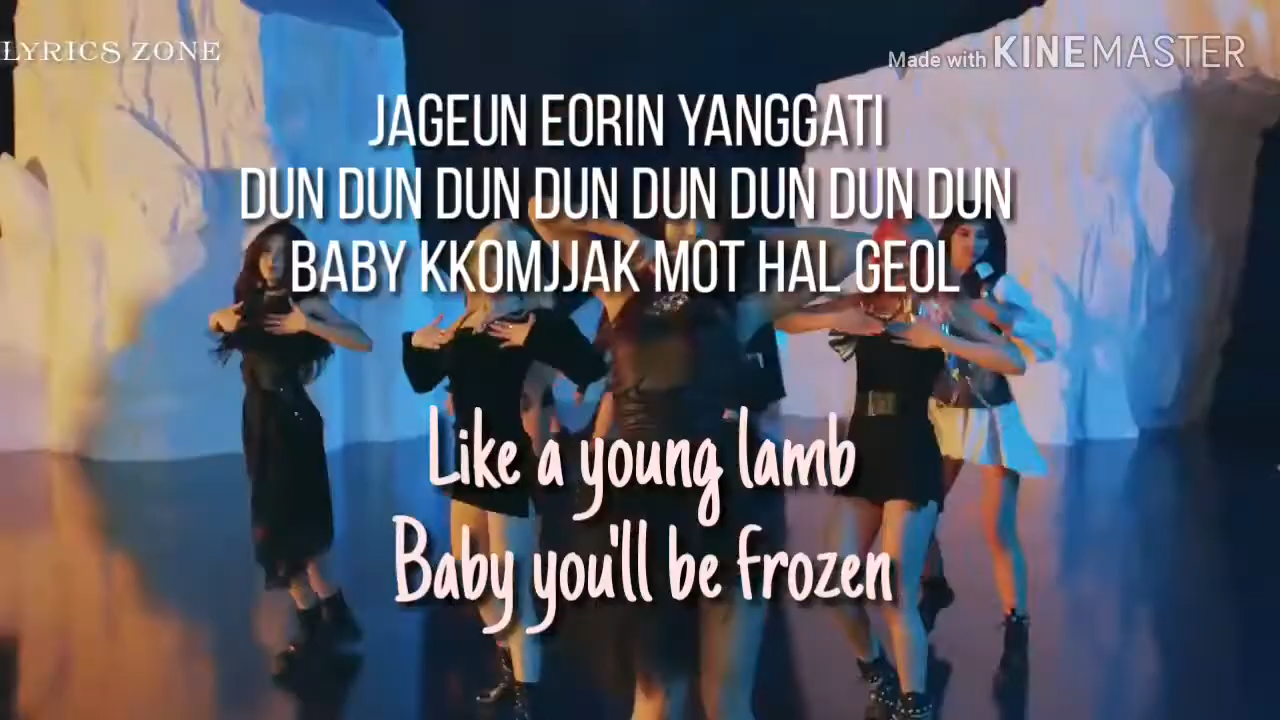 LYRICS ZONE
Made with KINEMASTER
JAGEUN EORIN YANGGATI
DUN DUN DUN DUN DUN DUN DUN DUN
BABY KKOMJJAK MOT HAL GEOL
Like a young lamb
Baby you'll be frozen